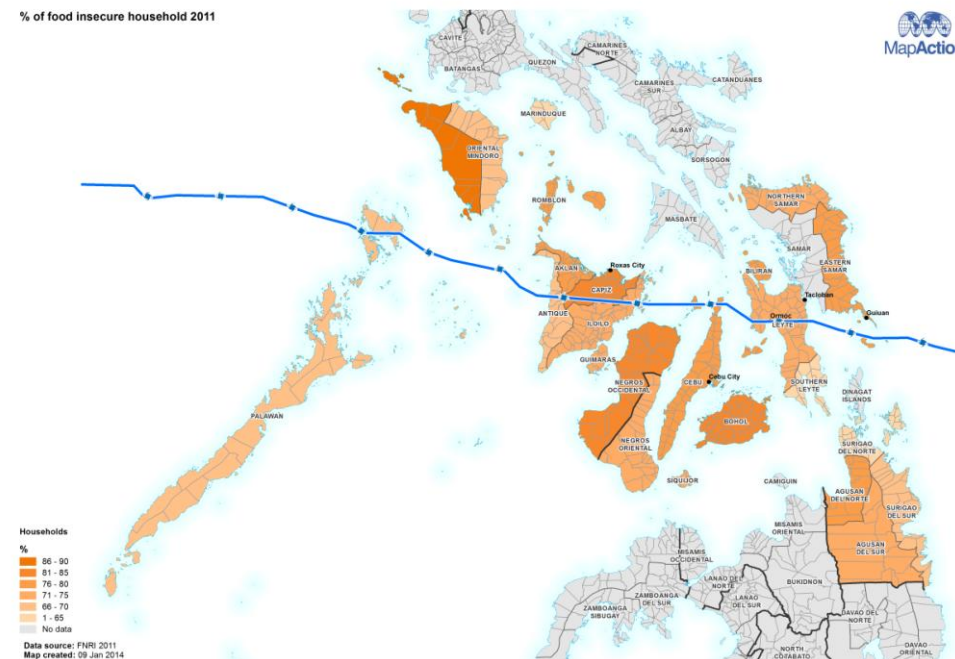 % of food insecure household 2011
MapActio
CAVITE
BATANGAS
QUEZON
CAMARINES
NORTE
CAMARINES
SUR
CATANDUANES
ALBAY
SORSOGON
MARINDUQUE
ORIENTAL
MINDORO
ROMBLON
MASBATE
NORTHERN
SAMAR
SAMAR
EASTERN
SAMAR
BILIRAN
Tacloban
Guiuan
Roxas City
AKLAN
CAPIZ
ANTIQUE
ILOILO
GUIMARAS
Ormoc
LEYTE
SOUTHERN
LEYTE
NEGROS
OCCIDENTAL
CEBU
Cebu City
BOHOL
NEGROS
ORIENTAL
SIQUIJOR
PALAWAN
DINAGAT
ISLANDS
SURIGAO
DEL NORTE
CAMIGUIN
AGUSAN
DEL NORTE
SURIGAO
DEL SUR
AGUSAN
DEL SUR
MISAMIS
ORIENTAL
MISAMIS
OCCIDENTAL
BUKIDNON
LANAO DEL
NORTE
LANAO
DEL SUR
ZAMBOANGA
DEL SUR
ZAMBOANGA
SIBUGAY
DAVAO DEL
NORTE
DAVAO
ORIENTAL
NORTH
COTABATO
Households
%
86 - 90
81 - 85
76 - 80
71 - 75
66 - 70
1 - 65
No data
Data source: FNRI 2011
Map created: 09 Jan 2014